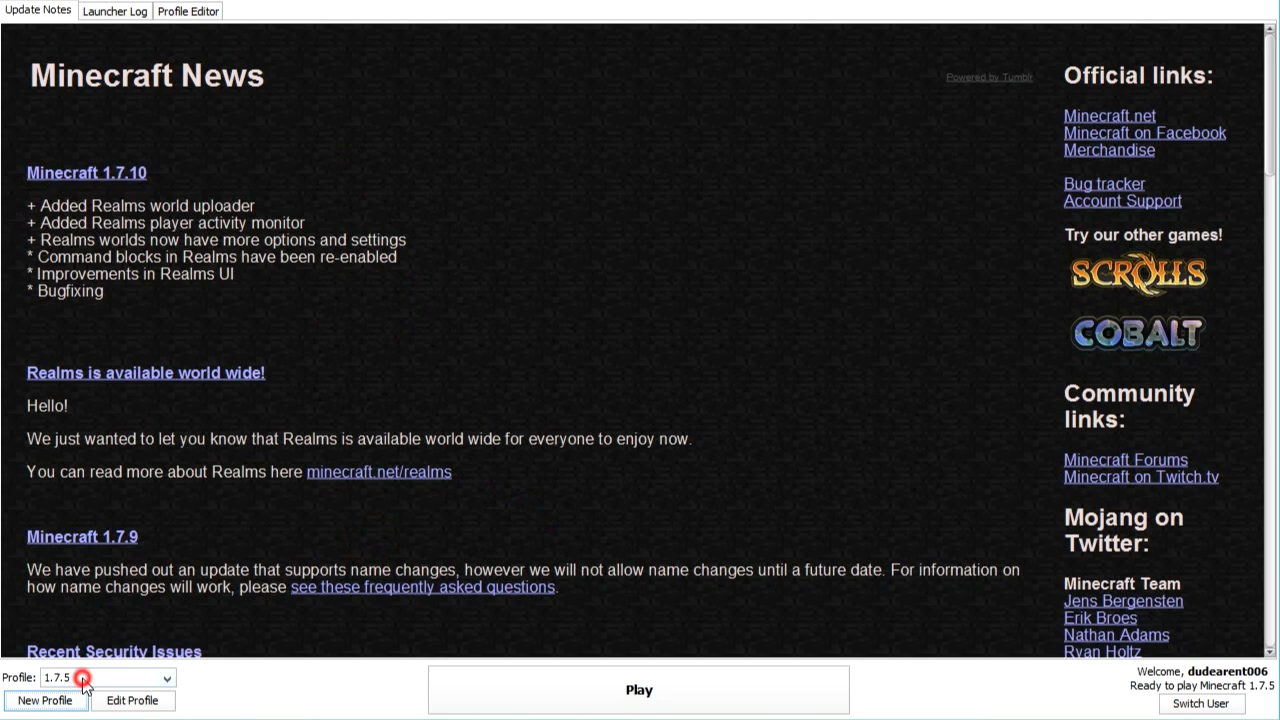 Update Notes
Launcher Log
Profile Editor
Minecraft News
Powered by Tumblr
Minecraft 1.7.10
+ Added Realms world uploader
+ Added Realms player activity monitor
+ Realms worlds now have more options and settings
* Command blocks in Realms have been re-enabled
* Improvements in Realms UI
* Bugfixing
Realms is available world wide!
Hello!
We just wanted to let you know that Realms is available world wide for everyone to enjoy now.
You can read more about Realms here minecraft.net/realms
Minecraft 1.7.9
We have pushed out an update that supports name changes, however we will not allow name changes until a future date. For information on
how name changes will work, please see these frequently asked questions.
Recent Security Issues
Official links:
Minecraft.net
Minecraft on Facebook
Merchandise
Bug tracker
Account Support
Try our other games!
SCROLLS
COBALT
Community
links:
Minecraft Forums
Minecraft on Twitch.tv
Mojang on
Twitter:
Minecraft Team
Jens Bergensten
Erik Broes
Nathan Adams
Ryan Holtz
Profile: 1.7.5
New Profile
Edit Profile
Play
Welcome, dudearent006
Ready to play Minecraft 1.7.5
Switch User